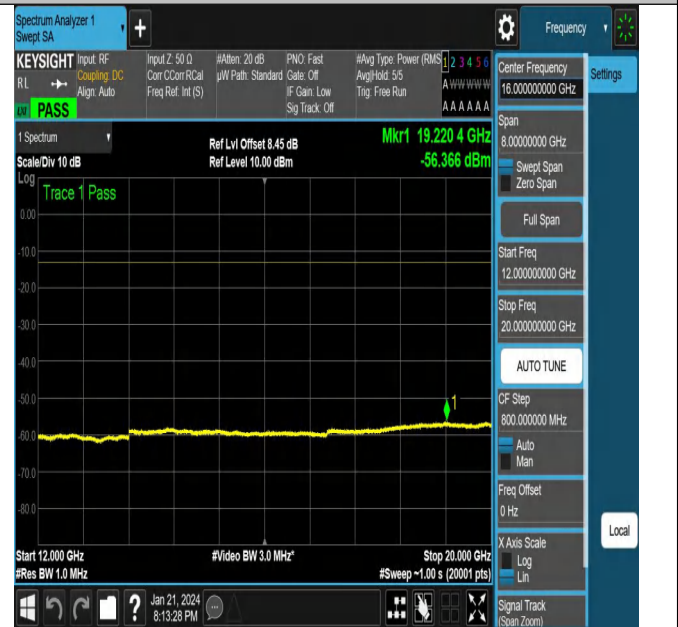 Spectrum Analyzer 1
Swept SA
Frequency
KEYSIGHT
RL
LXI PASS
Input: RF
Coupling: DC
Align: Auto
Input Z: 50 Ω
Corr CCorr RCal
Freq Ref: Int (S)
#Atten: 20 dB
µW Path: Standard
PNO: Fast
Gate: Off
IF Gain: Low
Sig Track: Off
#Avg Type: Power (RMS
Avg|Hold: 5/5
Trig: Free Run
1 2 3 4 5 6
A W W W W W
A A A A A A
1 Spectrum
Scale/Div 10 dB
Ref Lvl Offset 8.45 dB
Ref Level 10.00 dBm
Mkr1 19.220 4 GHz
-56.366 dBm
Log
Trace 1 Pass
0.00
-10.0
-20.0
-30.0
-40.0
-50.0
-60.0
-70.0
-80.0
1
Start 12.000 GHz
#Res BW 1.0 MHz
#Video BW 3.0 MHz*
Stop 20.000 GHz
#Sweep ~1.00 s (20001 pts)
Jan 21, 2024
8:13:28 PM
Settings
Center Frequency
16.000000000 GHz
Span
8.00000000 GHz
Swept Span
Zero Span
Full Span
Start Freq
12.000000000 GHz
Stop Freq
20.000000000 GHz
AUTO TUNE
CF Step
800.000000 MHz
Auto
Man
Freq Offset
0 Hz
X Axis Scale
Log
Lin
Signal Track
(Span Zoom)
Local